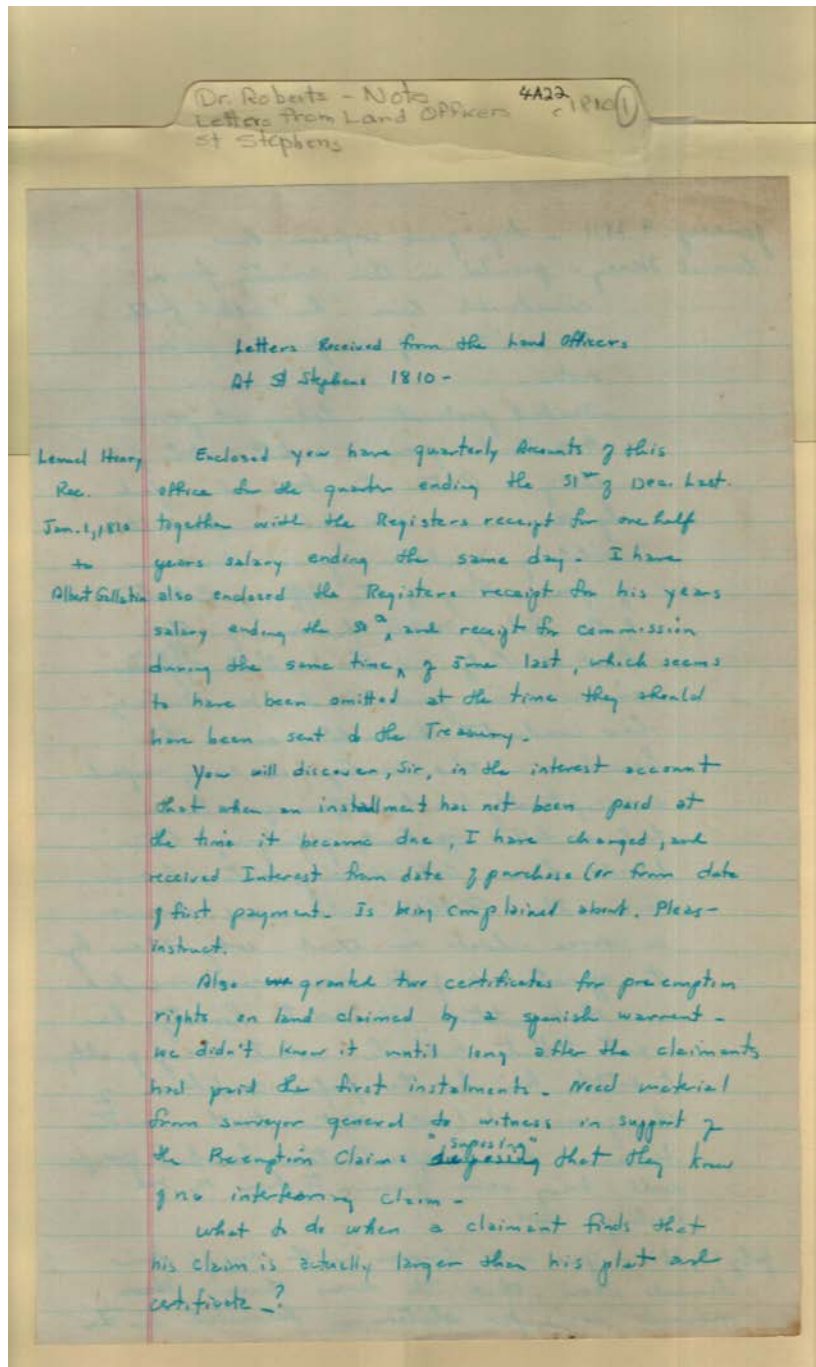 Dr. Roberts - Note 4A22
Letters from Land Officers c 1810 (1)
St Stephens
Letters Received from the Land Officers
At St Stephens 1810 -
Lemuel Henry
Rec.
Jan. 1, 1810
to
Albert Gallatin
Enclosed you have quarterly Accounts of this
office for the quarter ending the 31st of Dec. Last.
together with the Registers receipt for one half
years salary ending the same day. I have
also enclosed the Registers receipt for his years
salary ending the and receipt for commission
during the same time, of June last, which seems
to have been omitted at the time they should
have been sent to the Treasury.
You will discover, Sir, in the interest account
that when an installment has not been paid at
the time it became due, I have charged, and
received Interest from date of purchase (or from date
of first payment. Is being complained about. Pleas-
instruct.
Also we granted two certificates for preemption
rights on land claimed by a spanish warrent -
we didn't know it until long after the claimants
had paid the first instalments. Need material
from surveyor general to witness in support of
the Preemption Claims "suposing" that they know
of no interfearing claim -
What to do when a claimant finds that
his claim is actually larger than his plat and
certificate -?